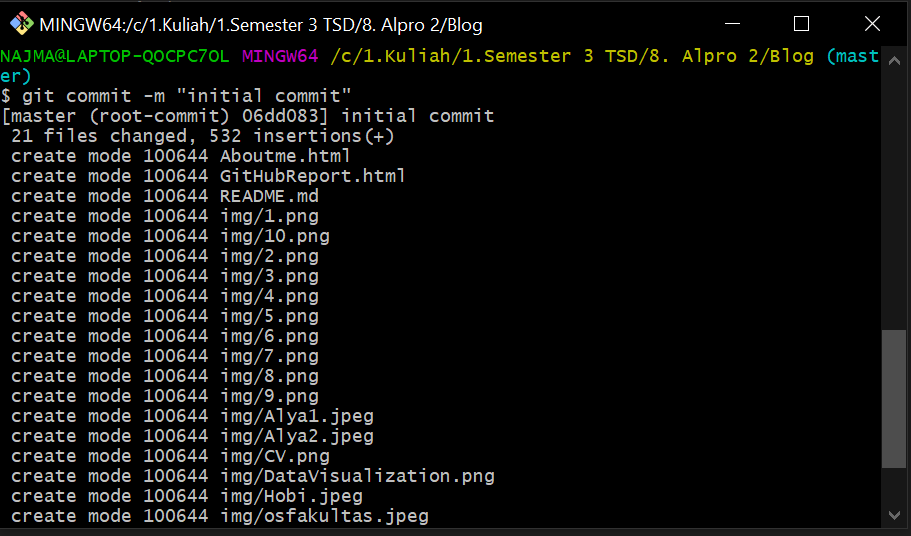 MINGW64:/c/1.Kuliah/1.Semester 3 TSD/8. Alpro 2/Blog
NAJMA@LAPTOP-QOCPC7OL MINGW64 /c/1.Kuliah/1.Semester 3 TSD/8. Alpro 2/Blog (mast
er)
$ git commit -m "initial commit"
[master (root-commit) 06dd083] initial commit
 21 files changed, 532 insertions(+)
 create mode 100644 Aboutme.html
 create mode 100644 GitHubReport.html
 create mode 100644 README.md
 create mode 100644 img/1.png
 create mode 100644 img/10.png
 create mode 100644 img/2.png
 create mode 100644 img/3.png
 create mode 100644 img/4.png
 create mode 100644 img/5.png
 create mode 100644 img/6.png
 create mode 100644 img/7.png
 create mode 100644 img/8.png
 create mode 100644 img/9.png
 create mode 100644 img/Alya1.jpeg
 create mode 100644 img/Alya2.jpeg
 create mode 100644 img/CV.png
 create mode 100644 img/DataVisualization.png
 create mode 100644 img/Hobi.jpeg
 create mode 100644 img/osfakultas.jpeg